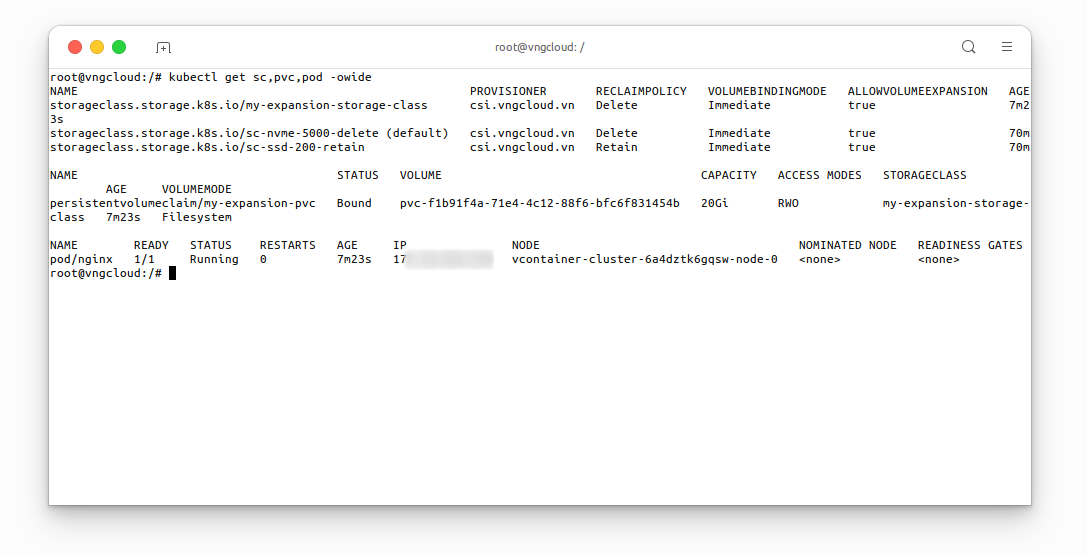 root@vngcloud: /
root@vngcloud:/# kubectl get sc,pvc,pod -owide
NAME PROVISIONER RECLAIMPOLICY VOLUMEBINDINGMODE ALLOWVOLUMEEXPANSION AGE
storageclass.storage.k8s.io/my-expansion-storage-class csi.vngcloud.vn Delete Immediate true 7m2
3s
storageclass.storage.k8s.io/sc-nvme-5000-delete (default) csi.vngcloud.vn Delete Immediate true 70m
storageclass.storage.k8s.io/sc-ssd-200-retain csi.vngcloud.vn Retain Immediate true 70m
NAME STATUS VOLUME CAPACITY ACCESS MODES STORAGECLASS
AGE VOLUMEMODE
persistentvolumeclaim/my-expansion-pvc Bound pvc-f1b91f4a-71e4-4c12-88f6-bfc6f831454b 20Gi RWO my-expansion-storage-
class 7m23s Filesystem
NAME READY STATUS RESTARTS AGE IP NODE NOMINATED NODE READINESS GATES
pod/nginx 1/1 Running 0 7m23s 17 vcontainer-cluster-6a4dztk6gqsw-node-0 <none> <none>
root@vngcloud:/#